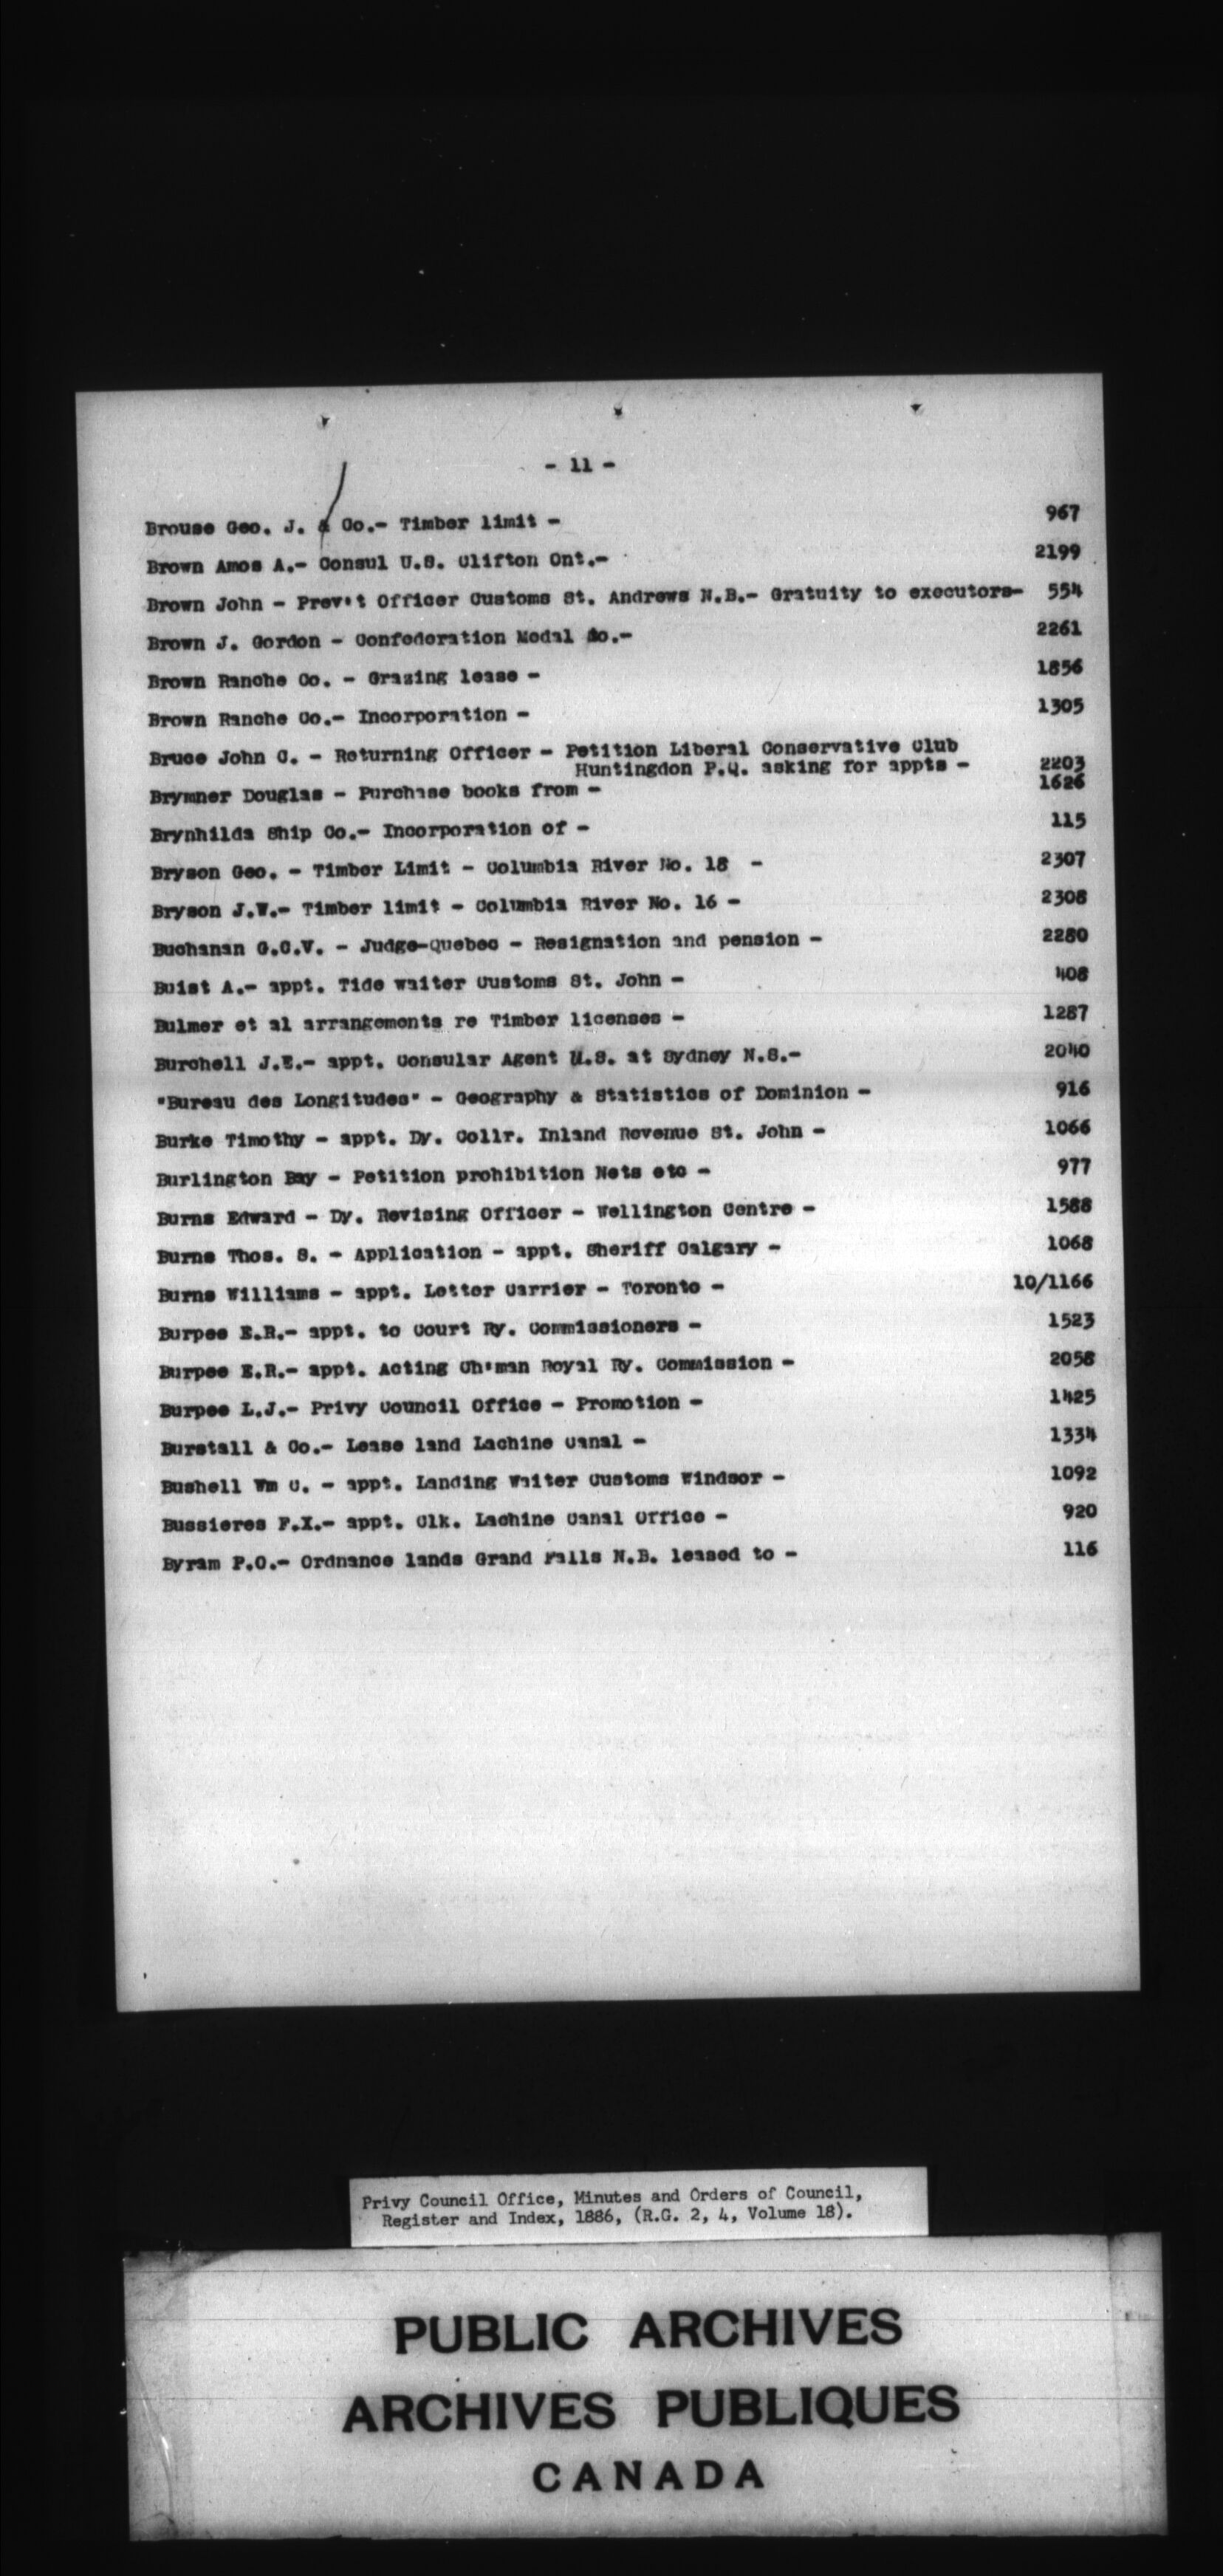 - 11 -
Brouse Geo. J. & Co.- Timber limit - 967
Brown Amos A.- Consul U.S. Clifton Ont.- 2199
Brown John - Prev't Officer Customs St. Andrews N.B.- Gratuity to executors- 554
Brown J. Gordon - Confederation Medal &o.- 2261
Brown Ranche Co. - Grazing lease - 1856
Brown Ranche Co.- Incorporation - 1305
Bruce John C. - Returning Officer - Petition Liberal Conservative Club
Huntingdon P.Q. asking for appts - 2203
Brymner Douglas - Purchase books from - 1626
Brynhilda Ship Co.- Incorporation of - 115
Bryson Geo. - Timber Limit - Columbia River No. 18 - 2307
Bryson J.W.- Timber limit - Columbia River No. 16 - 2308
Buchanan G.C.V. - Judge-Quebec - Resignation and pension - 2280
Buist A.- appt. Tide waiter Customs St. John - 408
Bulmer et al arrangements re Timber licenses - 1287
Burchell J.E.- appt. Consular Agent U.S. at Sydney N.S.- 2040
"Bureau des Longitudes" - Geography & Statistics of Dominion - 916
Burke Timothy - appt. Dy. Collr. Inland Revenue St. John - 1066
Burlington Bay - Petition prohibition Nets etc - 977
Burns Edward - Dy. Revising Officer - Wellington Centre - 1588
Burns Thos. S. - Application - appt. Sheriff Calgary - 1068
Burns Williams - appt. Letter Carrier - Toronto - 10/1166
Burpee E.R.- appt. to Court Ry. Commissioners - 1523
Burpee E.R.- appt. Acting Ch'man Royal Ry. Commission - 2058
Burpee L.J.- Privy Council Office - Promotion - 1425
Burstall & Co.- Lease land Lachine Canal - 1334
Bushell Wm C. - appt. Landing Waiter Customs Windsor - 1092
Bussieres F.X.- appt. Clk. Lachine Canal Office - 920
Byram P.O.- Ordnance lands Grand Falls N.B. leased to - 116
Privy Council Office, Minutes and Orders of Council,
Register and Index, 1886, (R.G. 2, 4, Volume 18).
PUBLIC ARCHIVES
ARCHIVES PUBLIQUES
CANADA